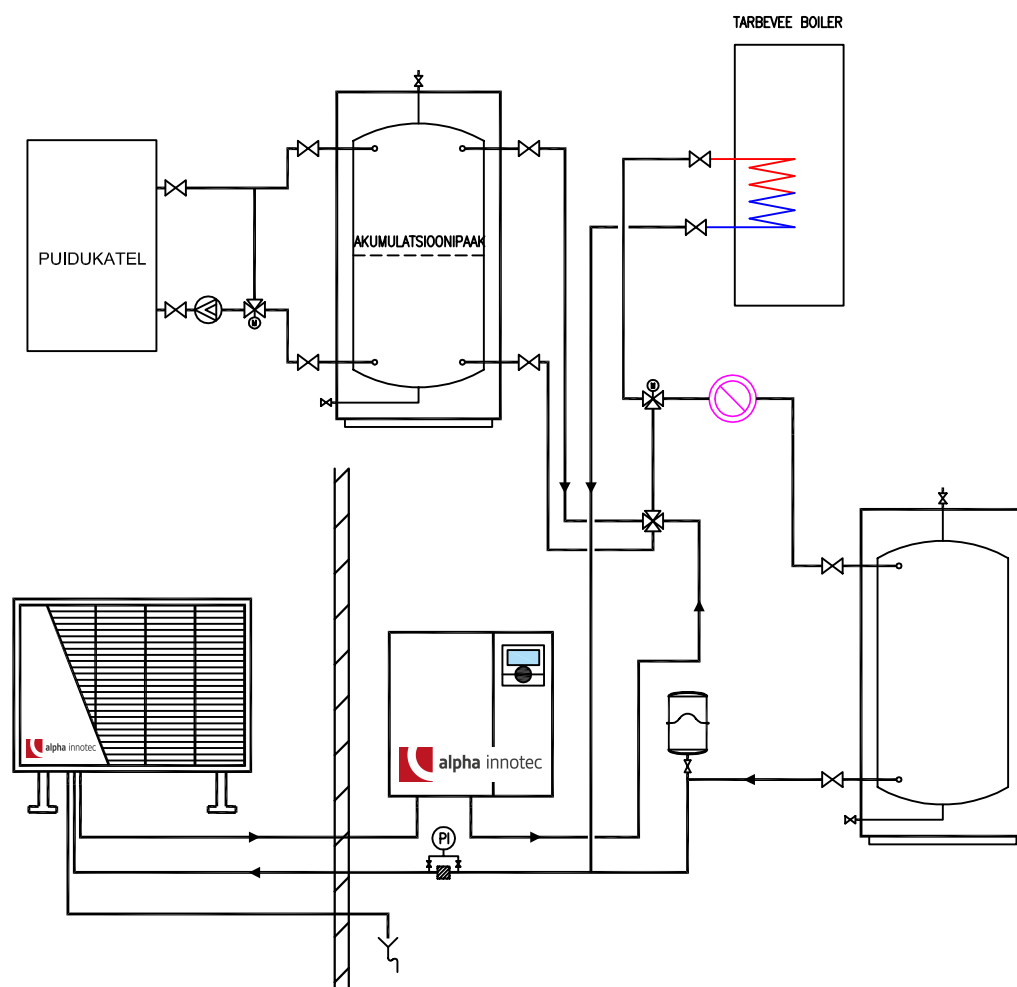 TARBEVEE BOILER
PUIDUKATEL
AKUMULATSIOONIPAAK
M
M
alpha innotec
alpha innotec
PI